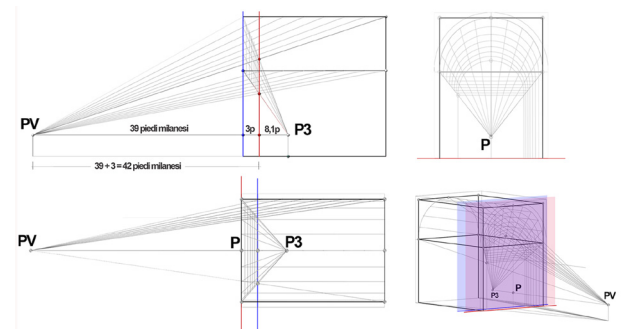 PV
39 piedi milanesi
3p
8,1p
P3
39 + 3 = 42 piedi milanesi
P
PV
P
P3
P3
P
PV